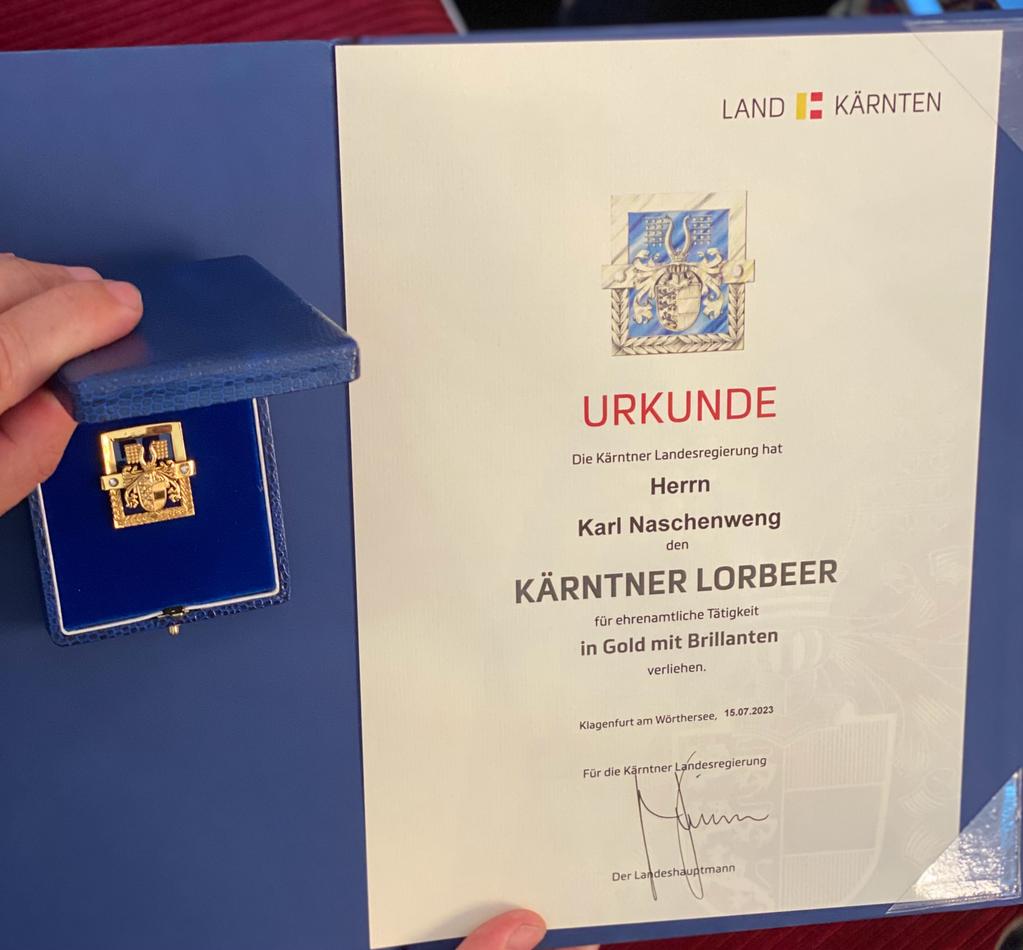 LAND KÄRNTEN
URKUNDE
Die Kärntner Landesregierung hat
Herrn
Karl Naschenweng
den
KÄRNTNER LORBEER
für ehrenamtliche Tätigkeit
in Gold mit Brillanten
verliehen.
Klagenfurt am Wörthersee, 15.07.2023
Für die Kärntner Landesregierung
Der Landeshauptmann